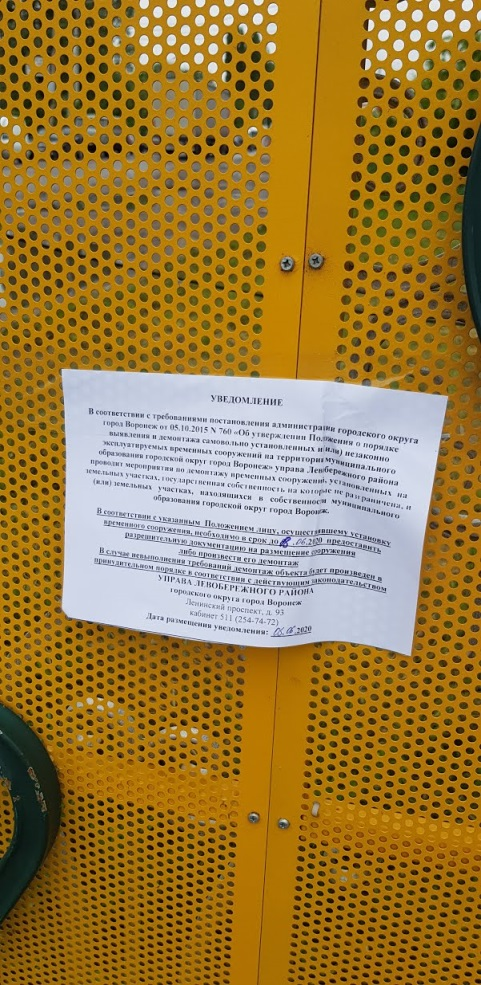 УВЕДОМЛЕНИЕ
В соответствии с требованиями постановления администрации городского округа
город Воронеж от 05.10.2015 N 760 «Об утверждении Положения о порядке
выявления и демонтажа самовольно установленных и(или) незаконно
эксплуатируемых временных сооружений на территории муниципального
образования городской округ город Воронеж» управа Левобережного района
проводит мероприятия по демонтажу временных сооружений, установленных на
земельных участках, государственная собственность на которые не разграничена, и
(или) земельных участках, находящихся в собственности муниципального
образования городской округ город Воронеж.
В соответствии с указанным Положением лицу, осуществившему установку
временного сооружения, необходимо в срок до .06.2020 предоставить
разрешительную документацию на размещение сооружения
либо произвести его демонтаж
В случае невыполнения требований демонтаж объекта будет произведен в
принудительном порядке в соответствии с действующим законодательством
УПРАВА ЛЕВОБЕРЕЖНОГО РАЙОНА
городского округа город Воронеж
Ленинский проспект, д. 93
кабинет 511 (254-74-72)
Дата размещения уведомления: .06.2020